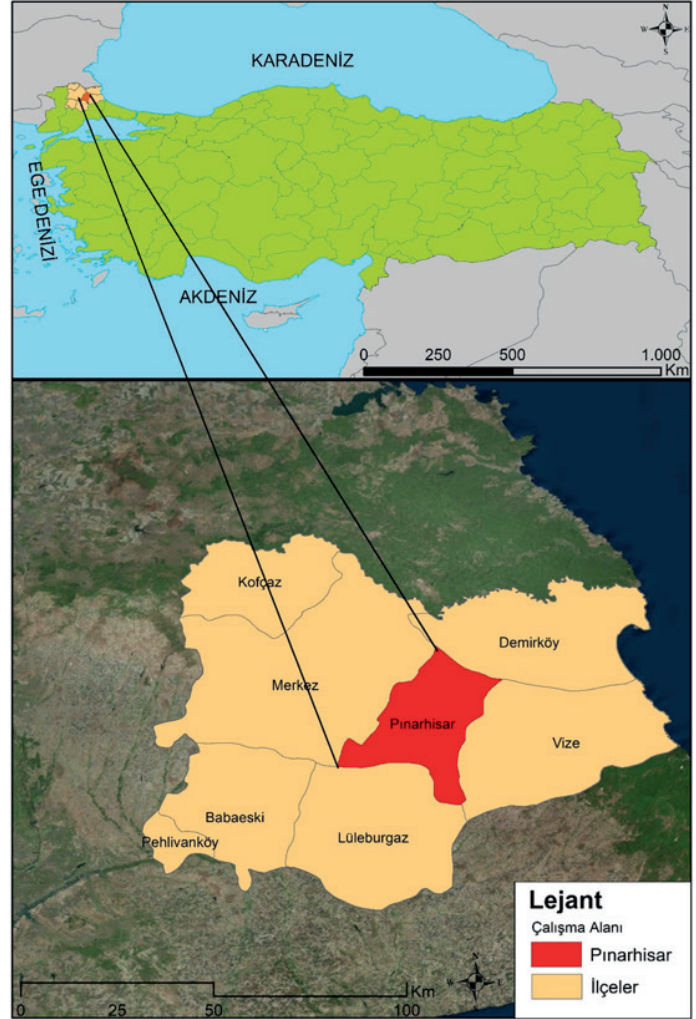 N
W E
S
KARADENİZ
EGE DENİZİ
AKDENİZ
0 250 500 1.000
Km
Kofçaz
Demirköy
Merkez
Pınarhisar
Vize
Babaeski
Pehlivanköy
Lüleburgaz
Lejant
Çalışma Alanı
Pınarhisar
İlçeler
N
W E
S
Km
0 25 50 100